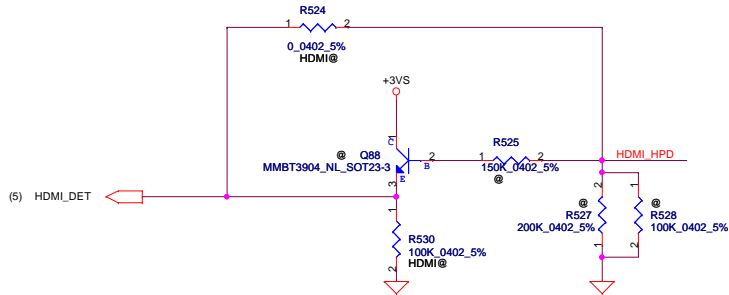 R524
1
2
0_0402_5%
HDMI@
+3VS
C
1
@
Q88
MMBT3904_NL_SOT23-3
E
3
2
B
R525
1
2
150K_0402_5%
@
HDMI_HPD
(5)
HDMI_DET
1
R530
100K_0402_5%
HDMI@
2
2
@
R527
200K_0402_5%
1
1
@
R528
100K_0402_5%
2